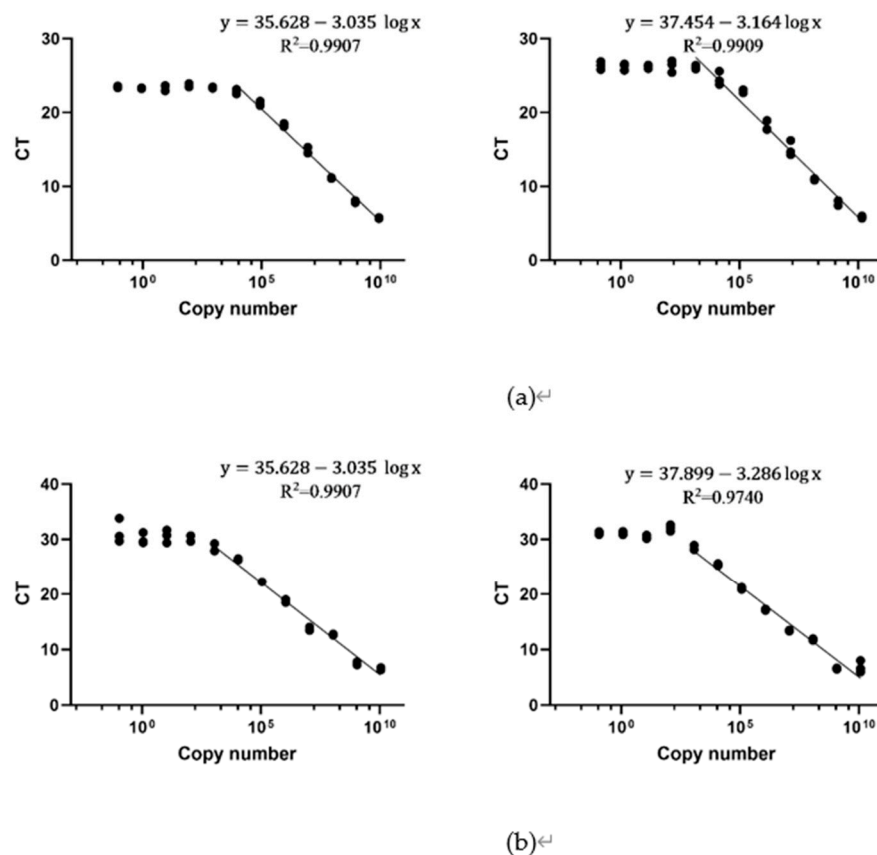 y = 35.628 − 3.035 log x
R²=0.9907
30
20
10
0
CT
10⁰
10⁵
10¹⁰
Copy number
y = 37.454 − 3.164 log x
R²=0.9909
30
20
10
0
CT
10⁰
10⁵
10¹⁰
Copy number
(a)↵
y = 35.628 − 3.035 log x
R²=0.9907
40
30
20
10
0
CT
10⁰
10⁵
10¹⁰
Copy number
y = 37.899 − 3.286 log x
R²=0.9740
40
30
20
10
0
CT
10⁰
10⁵
10¹⁰
Copy number
(b)↵